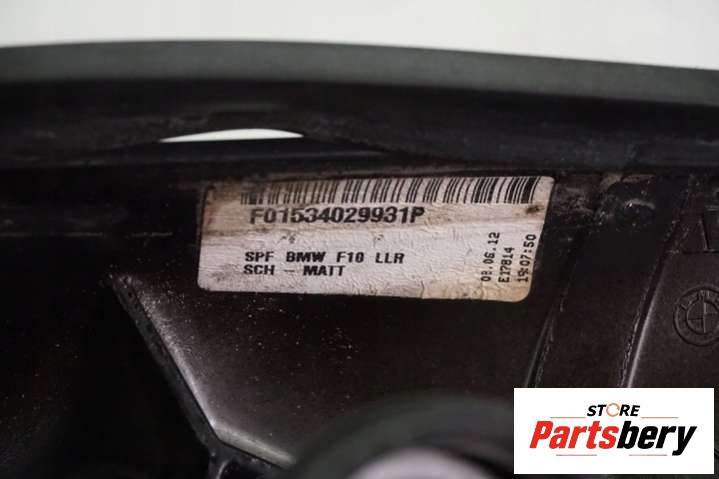 F01534029931P
SPF BMW F10 LLR
SCH - MATT
08.06.12
E17814
19:07:50
STORE
Partsbery